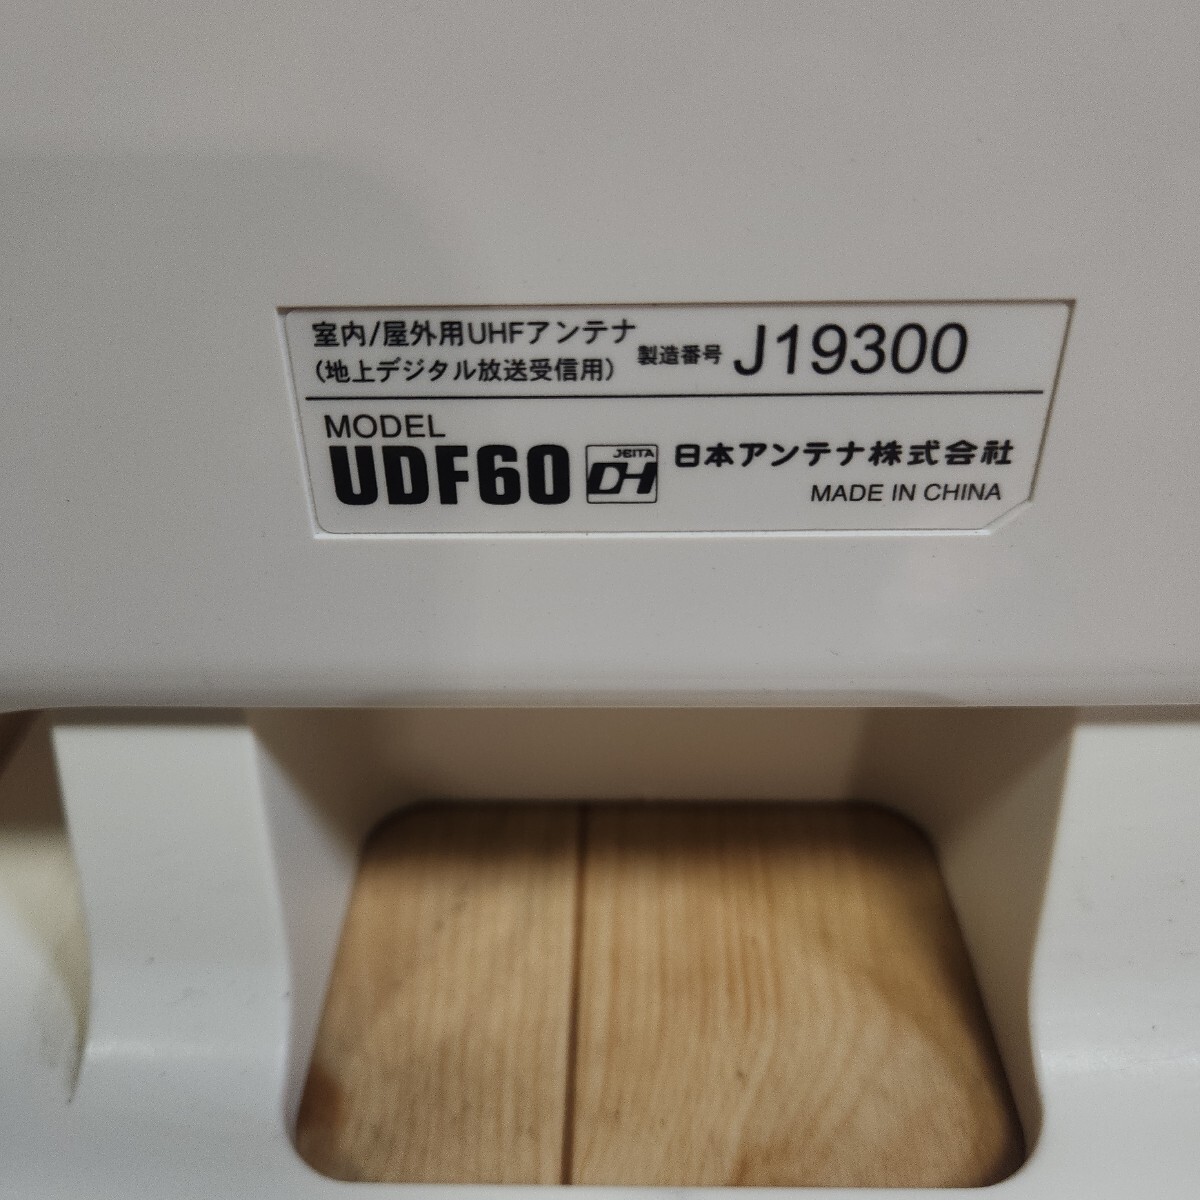 室内/屋外用UHFアンテナ
(地上デジタル放送受信用)
製造番号 J19300
MODEL
UDF60
JEITA
DH
日本アンテナ株式会社
MADE IN CHINA